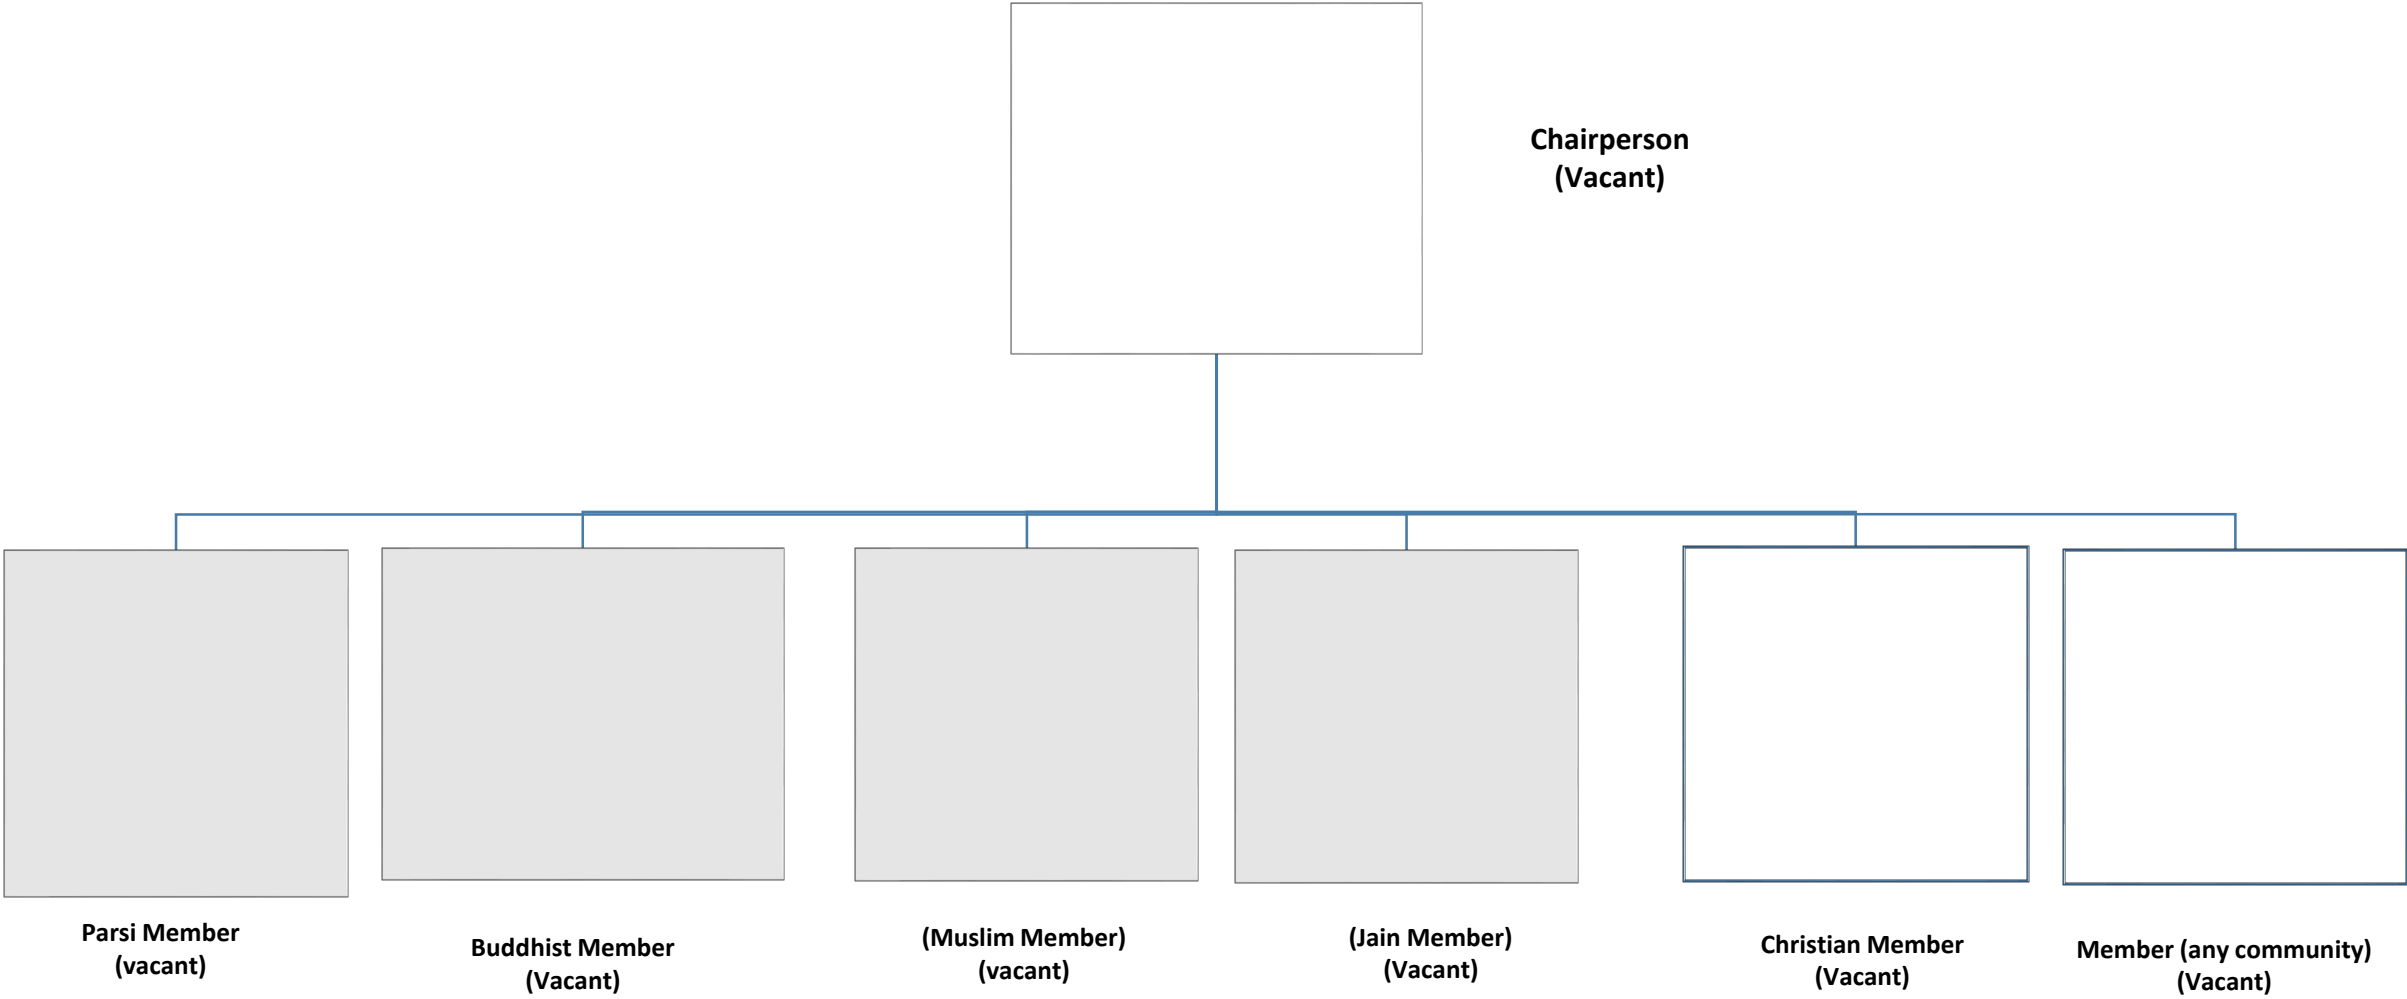 Chairperson
(Vacant)
Parsi Member
(vacant)
Buddhist Member
(Vacant)
(Muslim Member)
(vacant)
(Jain Member)
(Vacant)
Christian Member
(Vacant)
Member (any community)
(Vacant)